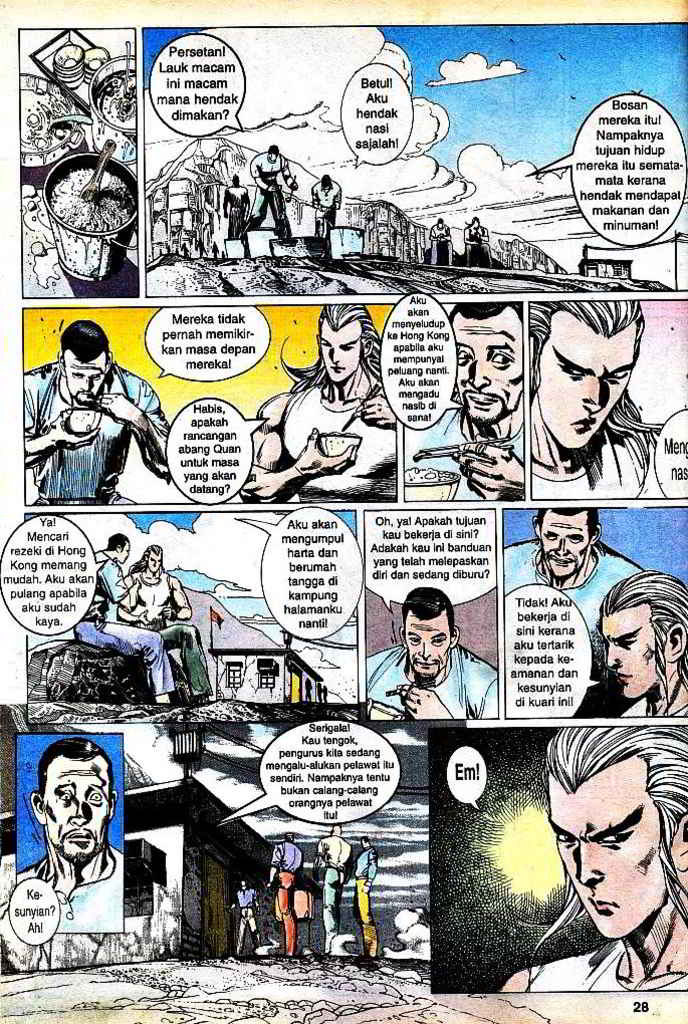 Persetan!
Lauk macam
ini macam
mana hendak
dimakan?
Betul!
Aku
hendak
nasi
sajalah!
Bosan
mereka itu!
Nampaknya
tujuan hidup
mereka itu semata-
mata kerana
hendak mendapat
makanan dan
minuman!
Mereka tidak
pernah memikir-
kan masa depan
mereka!
Habis,
apakah
rancangan
abang Quan
untuk masa
yang akan
datang?
Aku
akan
menyeludup
ke Hong Kong
apabila aku
mempunyai
peluang nanti.
Aku akan
mengadu
nasib di
sana!
nas
Ya!
Mencari
rezeki di Hong
Kong memang
mudah. Aku akan
pulang apabila
aku sudah
kaya.
Aku akan
mengumpul
harta dan
berumah
tangga di
kampung
halamanku
nanti!
Oh, ya! Apakah tujuan
kau bekerja di sini?
Adakah kau ini banduan
yang telah melepaskan
diri dan sedang diburu?
Tidak! Aku
bekerja di
sini kerana
aku tertarik
kepada ke-
amanan dan
kesunyian
di kuari ini!
Ke-
sunyian?
Ah!
Serigala!
Kau tengok,
pengurus kita sedang
mengalu-alukan pelawat itu
sendiri. Nampaknya tentu
bukan calang-calang
orangnya pelawat
itu!
Em!
28